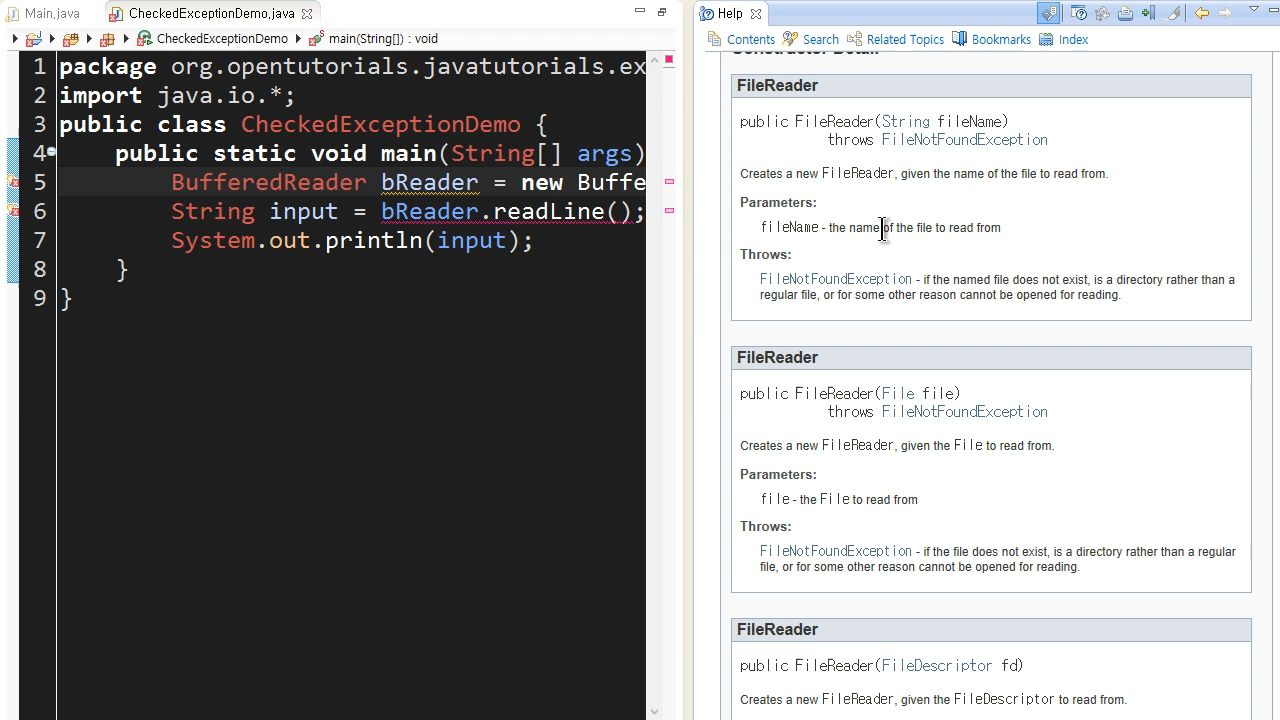 Main.java
CheckedExceptionDemo.java
CheckedExceptionDemo
main(String[]) : void
1 package org.opentutorials.javatutorials.ex
2 import java.io.*;
3 public class CheckedExceptionDemo {
4 public static void main(String[] args)
5 BufferedReader bReader = new Buffe
6 String input = bReader.readLine();
7 System.out.println(input);
8 }
9 }
Help
Contents Search Related Topics Bookmarks Index
Constructor Detail
FileReader
public FileReader(String fileName)
throws FileNotFoundException
Creates a new FileReader, given the name of the file to read from.
Parameters:
fileName - the name of the file to read from
Throws:
FileNotFoundException - if the named file does not exist, is a directory rather than a
regular file, or for some other reason cannot be opened for reading.
FileReader
public FileReader(File file)
throws FileNotFoundException
Creates a new FileReader, given the File to read from.
Parameters:
file - the File to read from
Throws:
FileNotFoundException - if the file does not exist, is a directory rather than a regular
file, or for some other reason cannot be opened for reading.
FileReader
public FileReader(FileDescriptor fd)
Creates a new FileReader, given the FileDescriptor to read from.